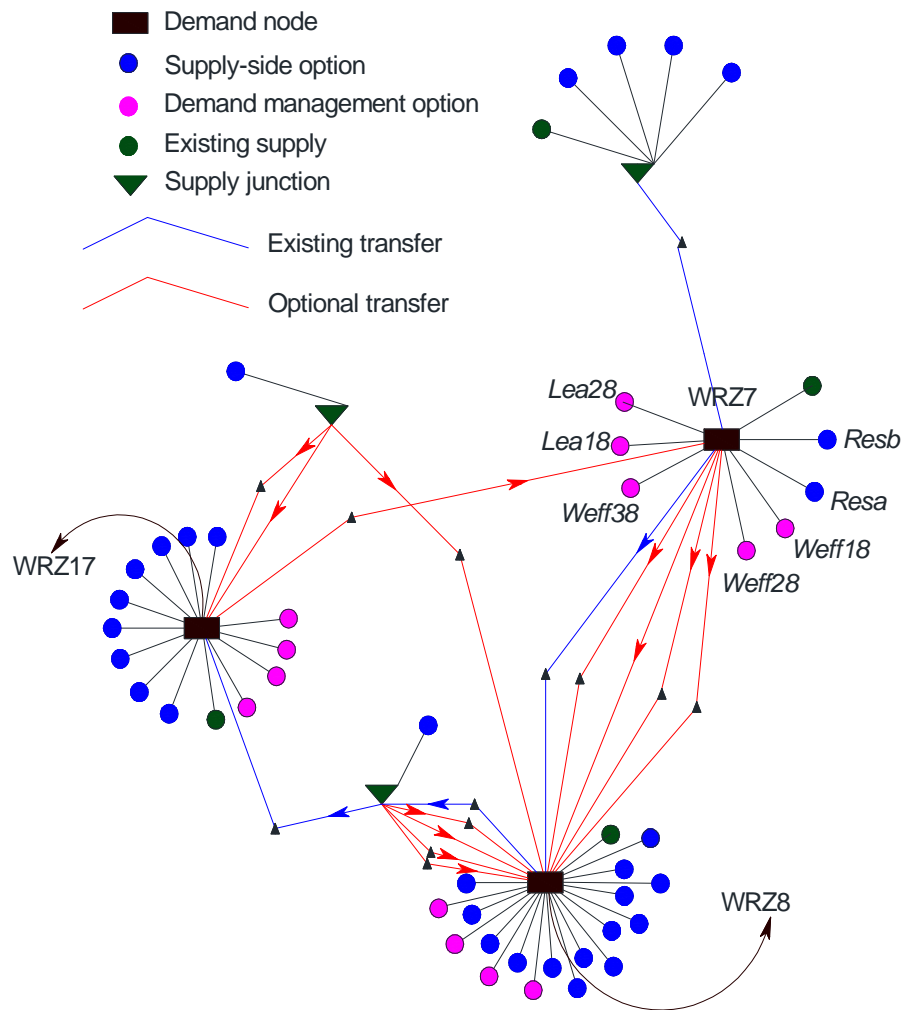 Demand node
Supply-side option
Demand management option
Existing supply
Supply junction
Existing transfer
Optional transfer
Lea28
WRZ7
Lea18
Resb
Weff38
Resa
Weff18
Weff28
WRZ17
WRZ8